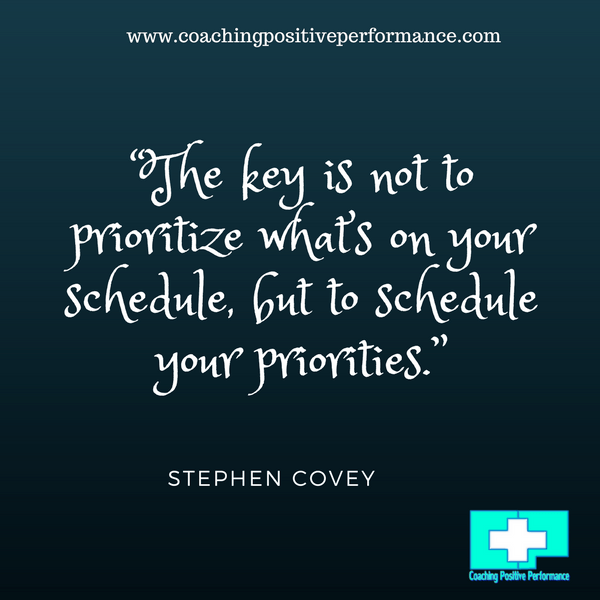 www.coachingpositiveperformance.com
“The key is not to
prioritize what's on your
schedule, but to schedule
your priorities.”
STEPHEN COVEY
Coaching Positive Performance